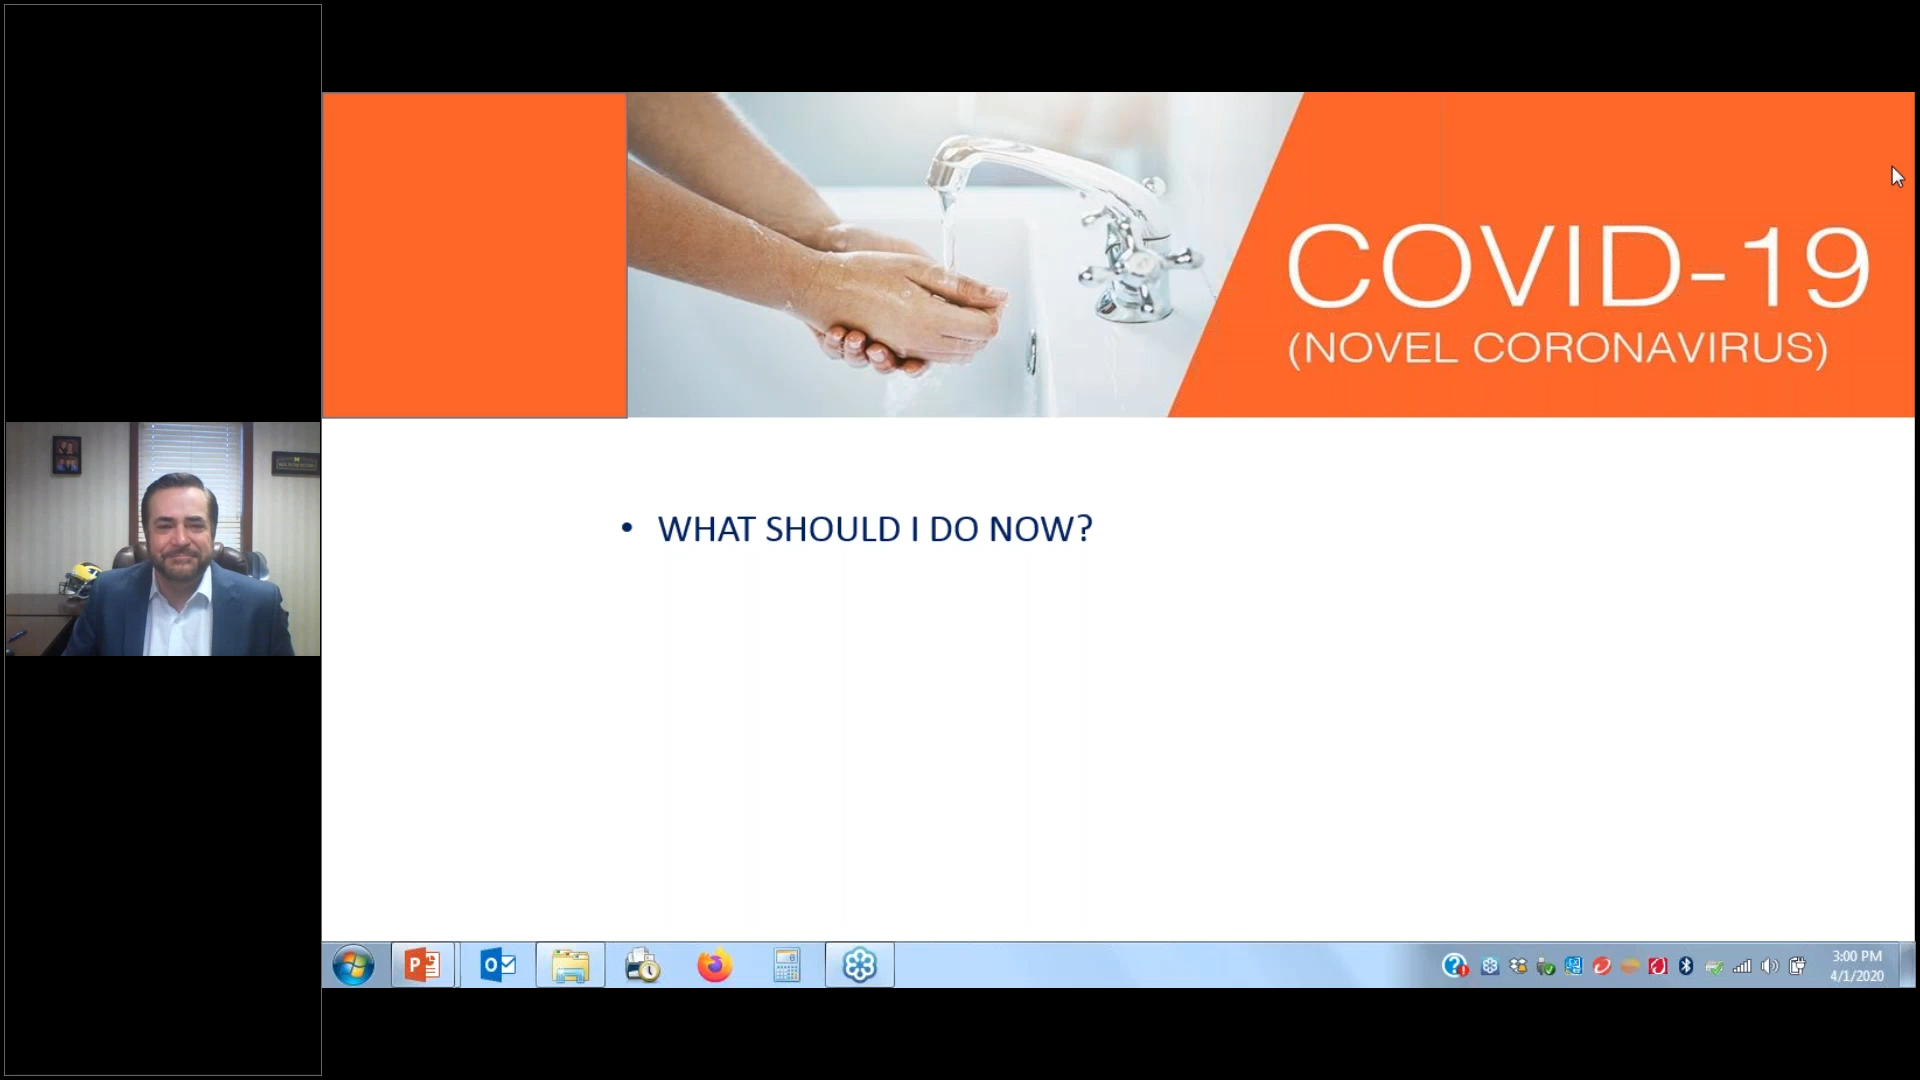 COVID-19
(NOVEL CORONAVIRUS)
• WHAT SHOULD I DO NOW?
3:00 PM
4/1/2020